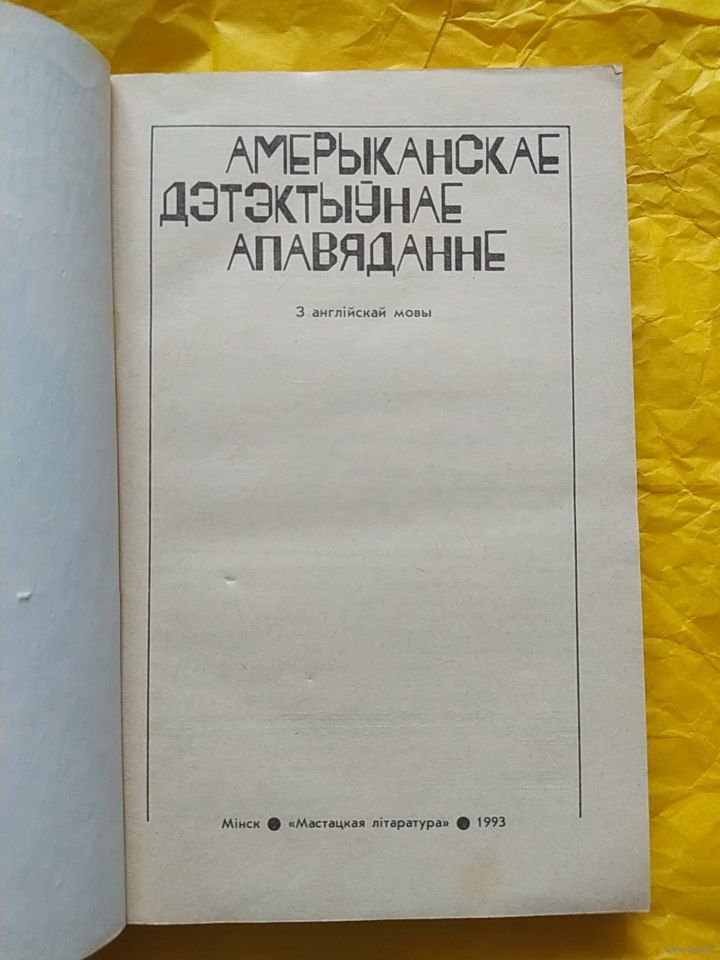 АМЕРЫКАНСКАЕ
ДЭТЭКТЫЎНАЕ
АПАВЯДАННЕ
З англійскай мовы
Мінск ● «Мастацкая літаратура» ● 1993